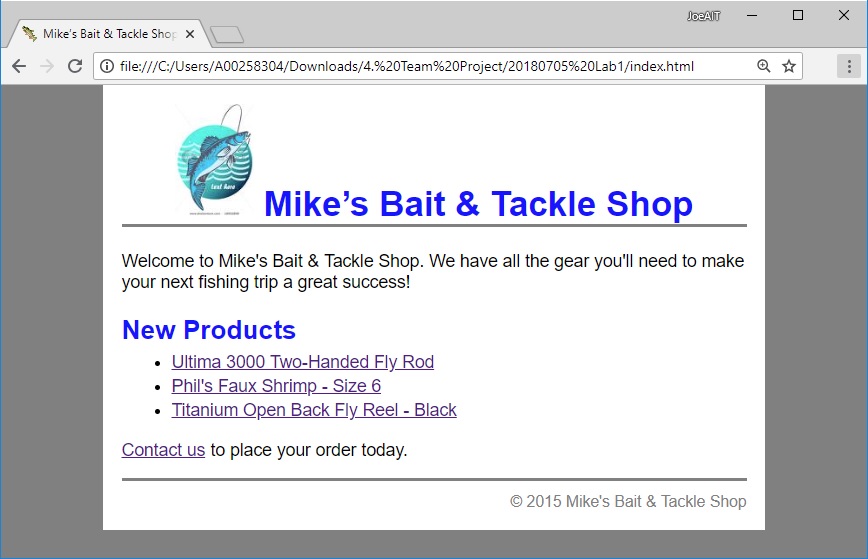 JoeAIT
Mike's Bait & Tackle Shop
file:///C:/Users/A00258304/Downloads/4.%20Team%20Project/20180705%20Lab1/index.html
text here
Mike’s Bait & Tackle Shop
Welcome to Mike's Bait & Tackle Shop. We have all the gear you'll need to make
your next fishing trip a great success!
New Products
Ultima 3000 Two-Handed Fly Rod
Phil's Faux Shrimp - Size 6
Titanium Open Back Fly Reel - Black
Contact us to place your order today.
© 2015 Mike's Bait & Tackle Shop